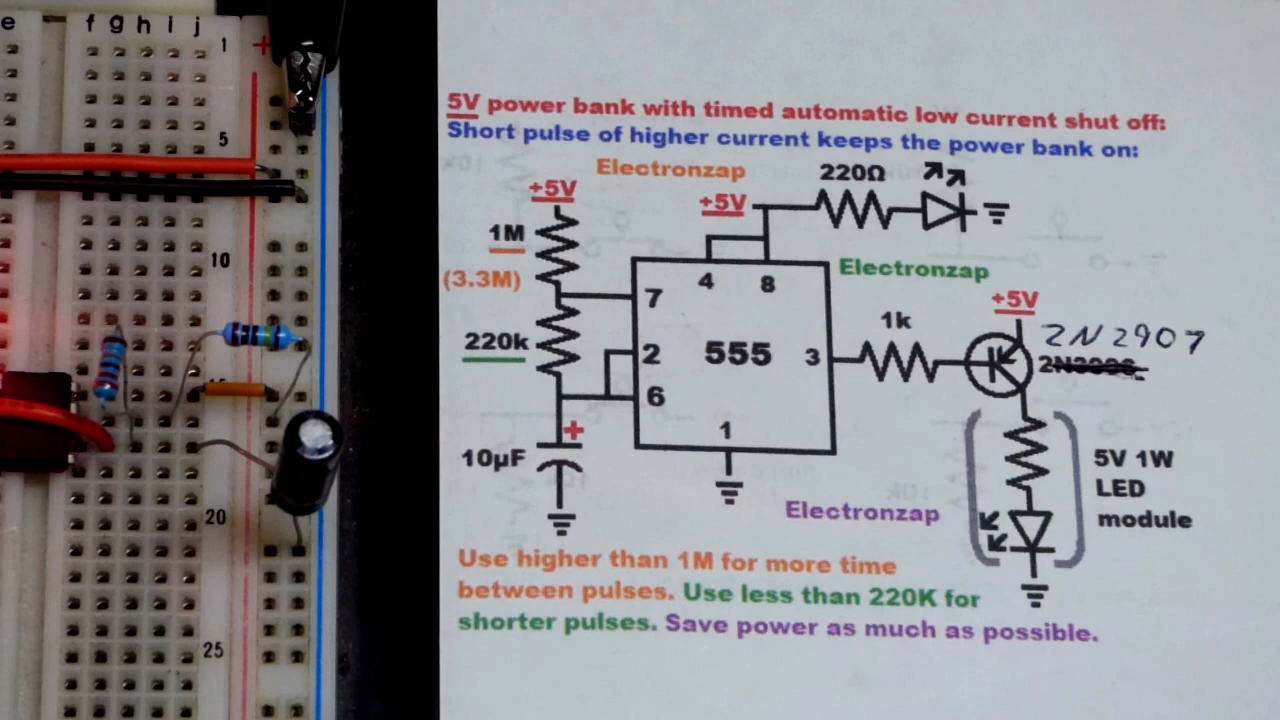 e f g h i j
1
+
5
10
15
20
25
5V power bank with timed automatic low current shut off:
Short pulse of higher current keeps the power bank on:
Electronzap
220Ω
+5V
+5V
1M
(3.3M)
Electronzap
4 8
7
+5V
220k
1k
2N2907
2 555 3
6
1
+
10µF
5V 1W
LED
module
Electronzap
Use higher than 1M for more time
between pulses. Use less than 220K for
shorter pulses. Save power as much as possible.